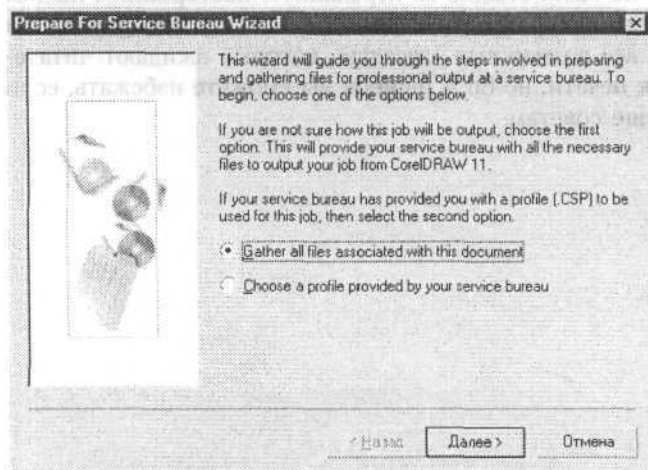 Prepare For Service Bureau Wizard
This wizard will guide you through the steps involved in preparing
and gathering files for professional output at a service bureau. To
begin, choose one of the options below.
If you are not sure how this job will be output, choose the first
option. This will provide your service bureau with all the necessary
files to output your job from CorelDRAW 11.
If your service bureau has provided you with a profile (.CSP) to be
used for this job, then select the second option.
Gather all files associated with this document
Choose a profile provided by your service bureau
< Назад
Далее >
Отмена